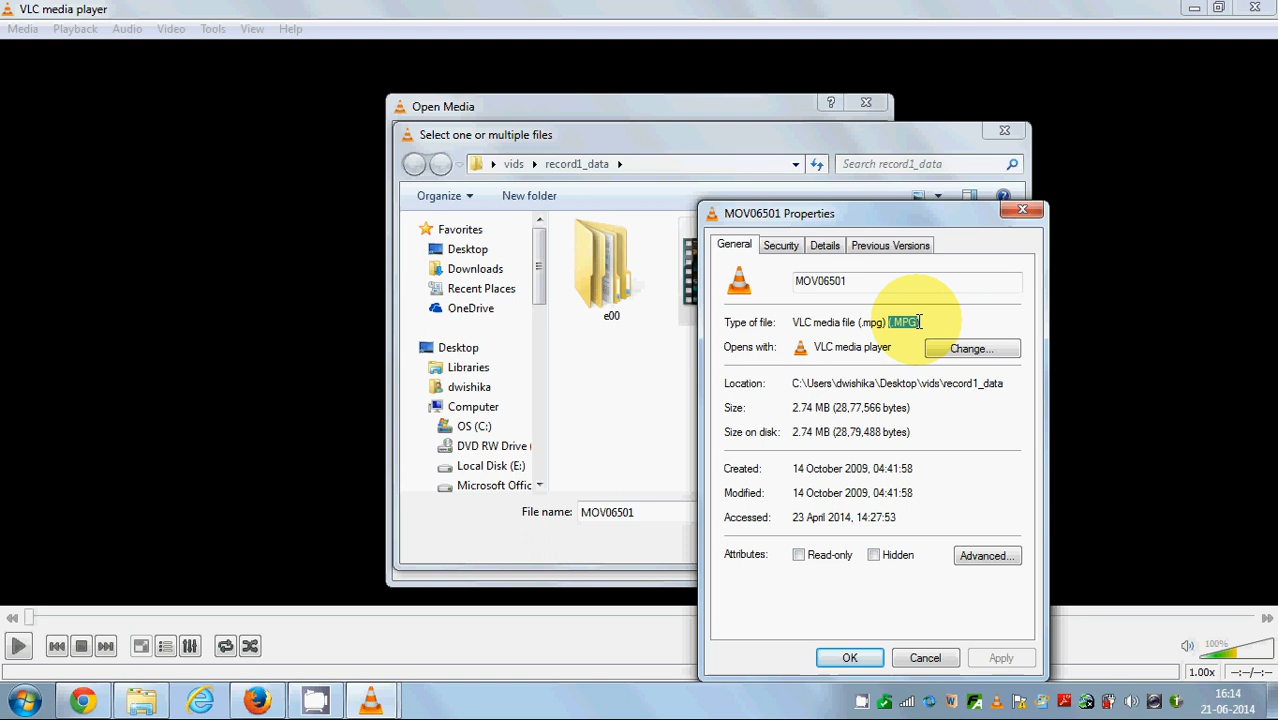 VLC media player
Media Playback Audio Video Tools View Help
Open Media
Select one or multiple files
vids record1_data
Search record1_data
Organize New folder
Favorites
Desktop
Downloads
Recent Places
OneDrive
Desktop
Libraries
dwishika
Computer
OS (C:)
DVD RW Drive (
Local Disk (E:)
Microsoft Offic
e00
File name: MOV06501
MOV06501 Properties
General Security Details Previous Versions
MOV06501
Type of file: VLC media file (.mpg) (.MPG)
Opens with: VLC media player Change...
Location: C:\Users\dwishika\Desktop\vids\record1_data
Size: 2.74 MB (28,77,566 bytes)
Size on disk: 2.74 MB (28,79,488 bytes)
Created: 14 October 2009, 04:41:58
Modified: 14 October 2009, 04:41:58
Accessed: 23 April 2014, 14:27:53
Attributes: Read-only Hidden Advanced...
OK Cancel Apply
100%
1.00x --:--/--:--
16:14
21-06-2014